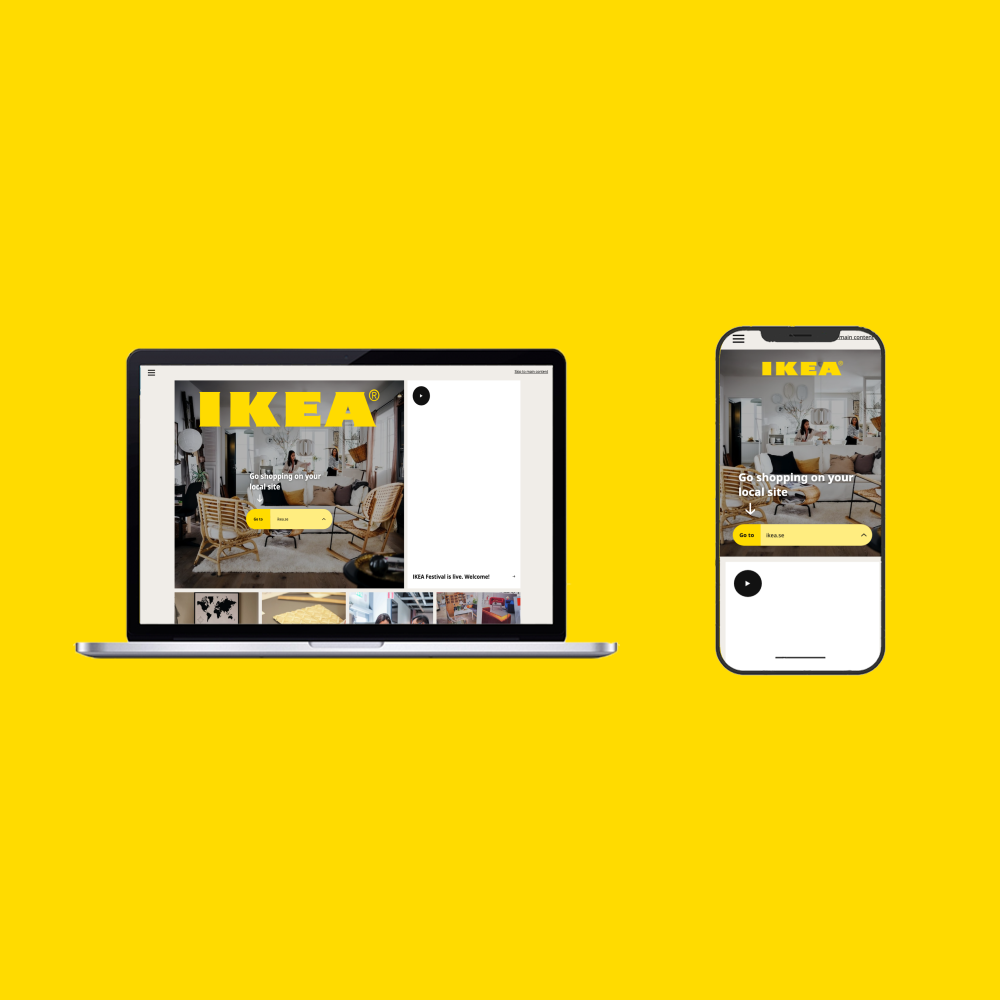 Skip to main content
IKEA®
Go shopping on your
local site
Go to ikea.se
IKEA Festival is live. Welcome!
main content
IKEA®
Go shopping on your
local site
Go to ikea.se